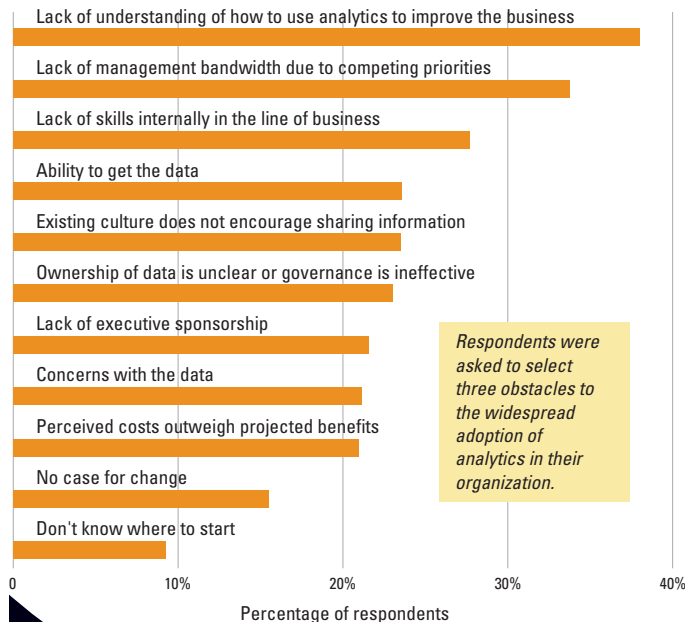 Lack of understanding of how to use analytics to improve the business
Lack of management bandwidth due to competing priorities
Lack of skills internally in the line of business
Ability to get the data
Existing culture does not encourage sharing information
Ownership of data is unclear or governance is ineffective
Lack of executive sponsorship
Concerns with the data
Perceived costs outweigh projected benefits
No case for change
Don't know where to start
Respondents were
asked to select
three obstacles to
the widespread
adoption of
analytics in their
organization.
0 10% 20% 30% 40%
Percentage of respondents